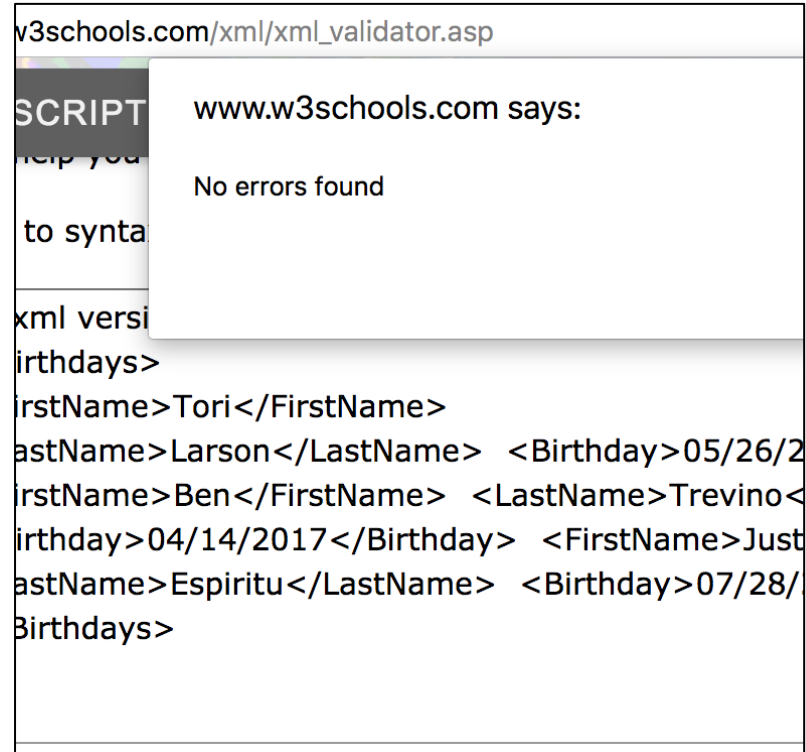 w3schools.com/xml/xml_validator.asp
SCRIPT
www.w3schools.com says:
help you
No errors found
to synta
xml versi
irthdays>
irstName>Tori</FirstName>
astName>Larson</LastName> <Birthday>05/26/2
irstName>Ben</FirstName> <LastName>Trevino<
irthday>04/14/2017</Birthday> <FirstName>Just
astName>Espiritu</LastName> <Birthday>07/28/
Birthdays>